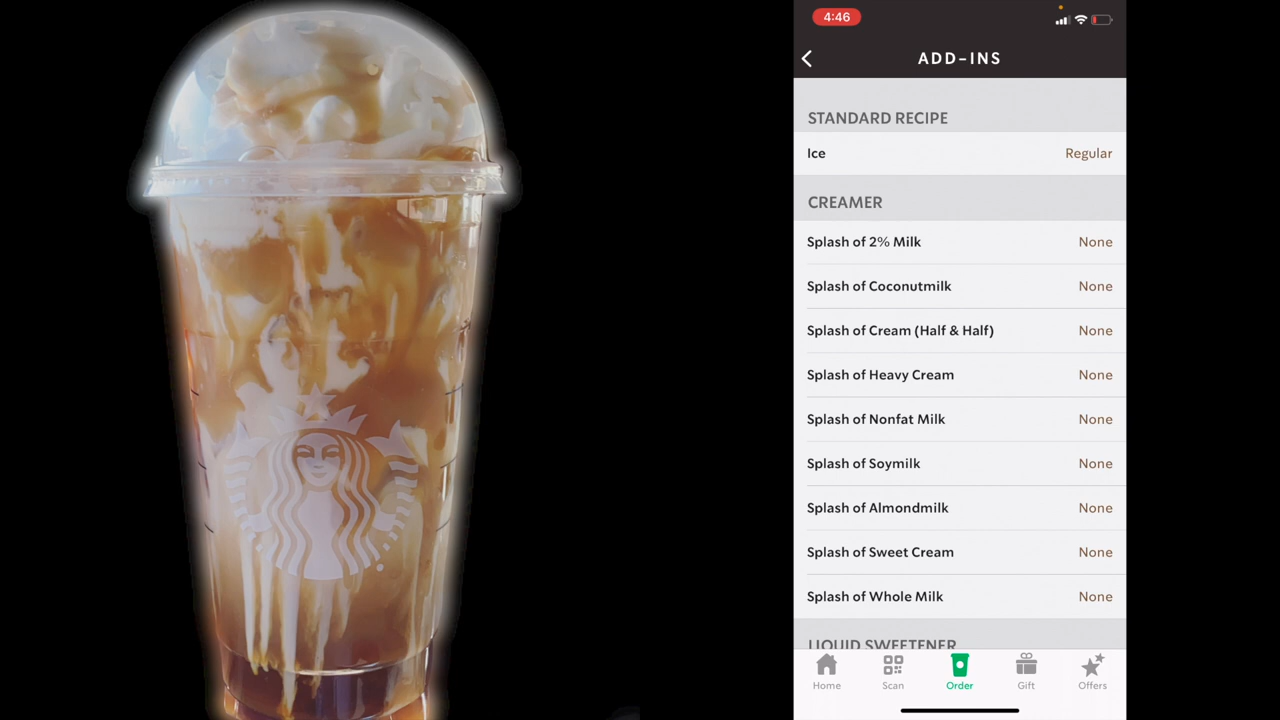 4:46
ADD-INS
STANDARD RECIPE
Ice Regular
CREAMER
Splash of 2% Milk None
Splash of Coconutmilk None
Splash of Cream (Half & Half) None
Splash of Heavy Cream None
Splash of Nonfat Milk None
Splash of Soymilk None
Splash of Almondmilk None
Splash of Sweet Cream None
Splash of Whole Milk None
LIQUID SWEETENER
Home Scan Order Gift Offers